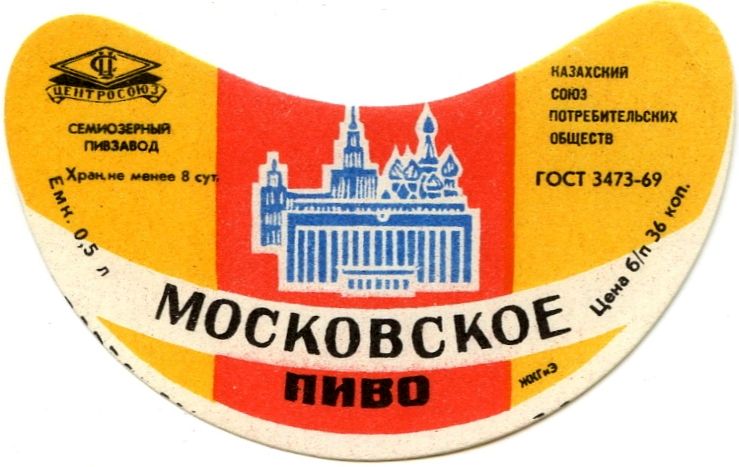 ЦЕНТРОСОЮЗ
СЕМИОЗЕРНЫЙ
ПИВЗАВОД
Хран. не менее 8 сут.
Емк. 0,5 л
КАЗАХСКИЙ
СОЮЗ
ПОТРЕБИТЕЛЬСКИХ
ОБЩЕСТВ
ГОСТ 3473-69
Цена б/п 36 коп.
МОСКОВСКОЕ
ПИВО
ЖКГиЭ